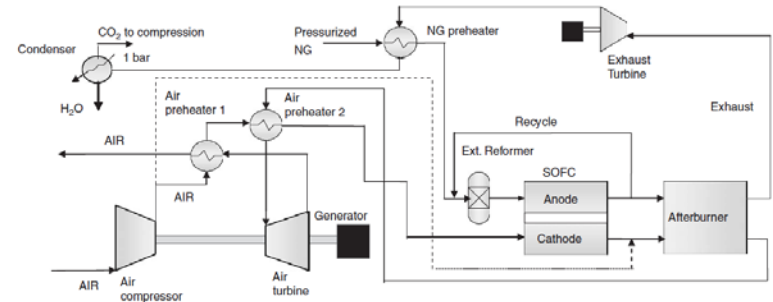 CO₂ to compression
Condenser
1 bar
H₂O
Pressurized
NG
NG preheater
Exhaust
Turbine
Exhaust
Air
preheater 1
Air
preheater 2
AIR
AIR
Recycle
Ext. Reformer
SOFC
Anode
Cathode
Afterburner
Generator
AIR
Air
compressor
Air
turbine